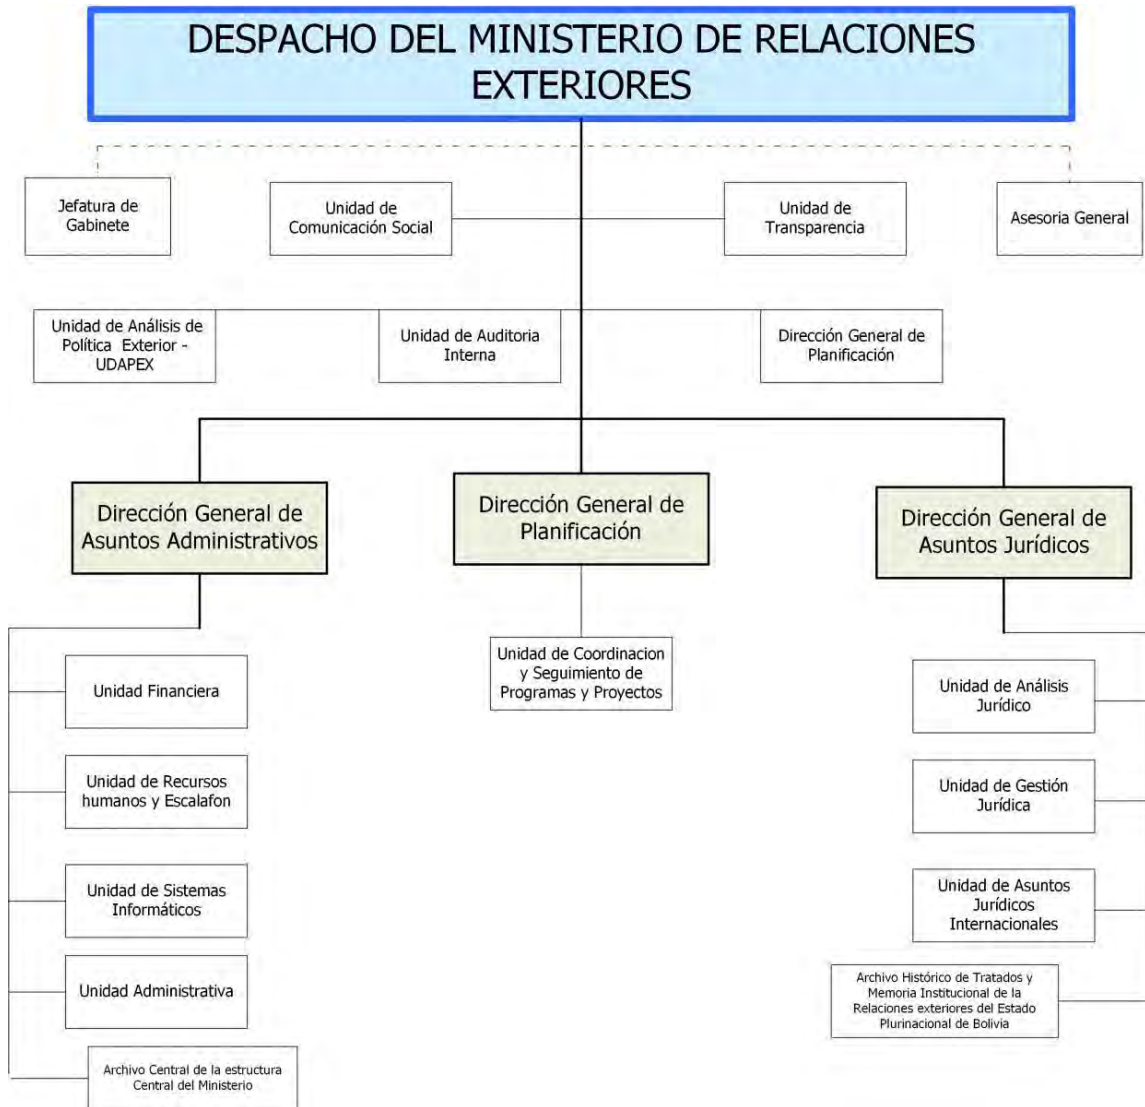 DESPACHO DEL MINISTERIO DE RELACIONES
EXTERIORES
Jefatura de
Gabinete
Unidad de
Comunicación Social
Unidad de
Transparencia
Asesoria General
Unidad de Análisis de
Política Exterior -
UDAPEX
Unidad de Auditoria
Interna
Dirección General de
Planificación
Dirección General de
Asuntos Administrativos
Dirección General de
Planificación
Dirección General de
Asuntos Jurídicos
Unidad Financiera
Unidad de Recursos
humanos y Escalafon
Unidad de Sistemas
Informáticos
Unidad Administrativa
Archivo Central de la estructura
Central del Ministerio
Unidad de Coordinacion
y Seguimiento de
Programas y Proyectos
Unidad de Análisis
Jurídico
Unidad de Gestión
Jurídica
Unidad de Asuntos
Jurídicos
Internacionales
Archivo Histórico de Tratados y
Memoria Institucional de la
Relaciones exteriores del Estado
Plurinacional de Bolivia